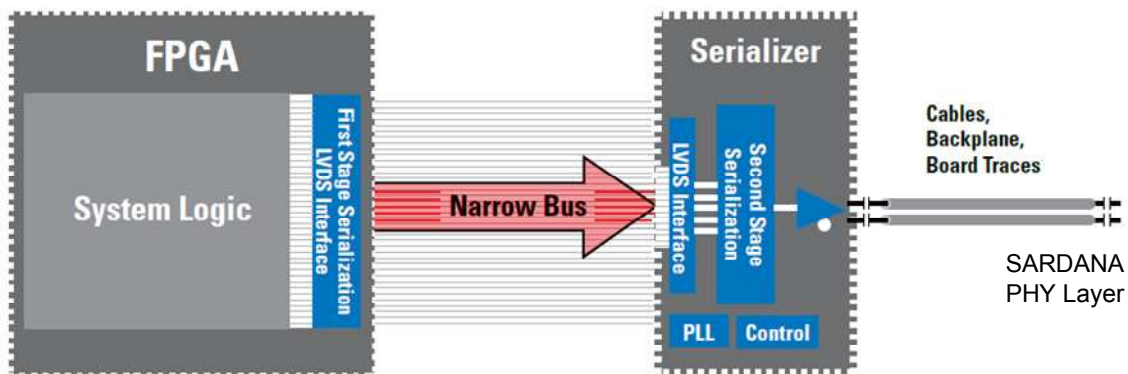 FPGA
System Logic
First Stage Serialization
LVDS Interface
Narrow Bus
Serializer
LVDS Interface
Second Stage
Serialization
PLL
Control
Cables,
Backplane,
Board Traces
SARDANA
PHY Layer